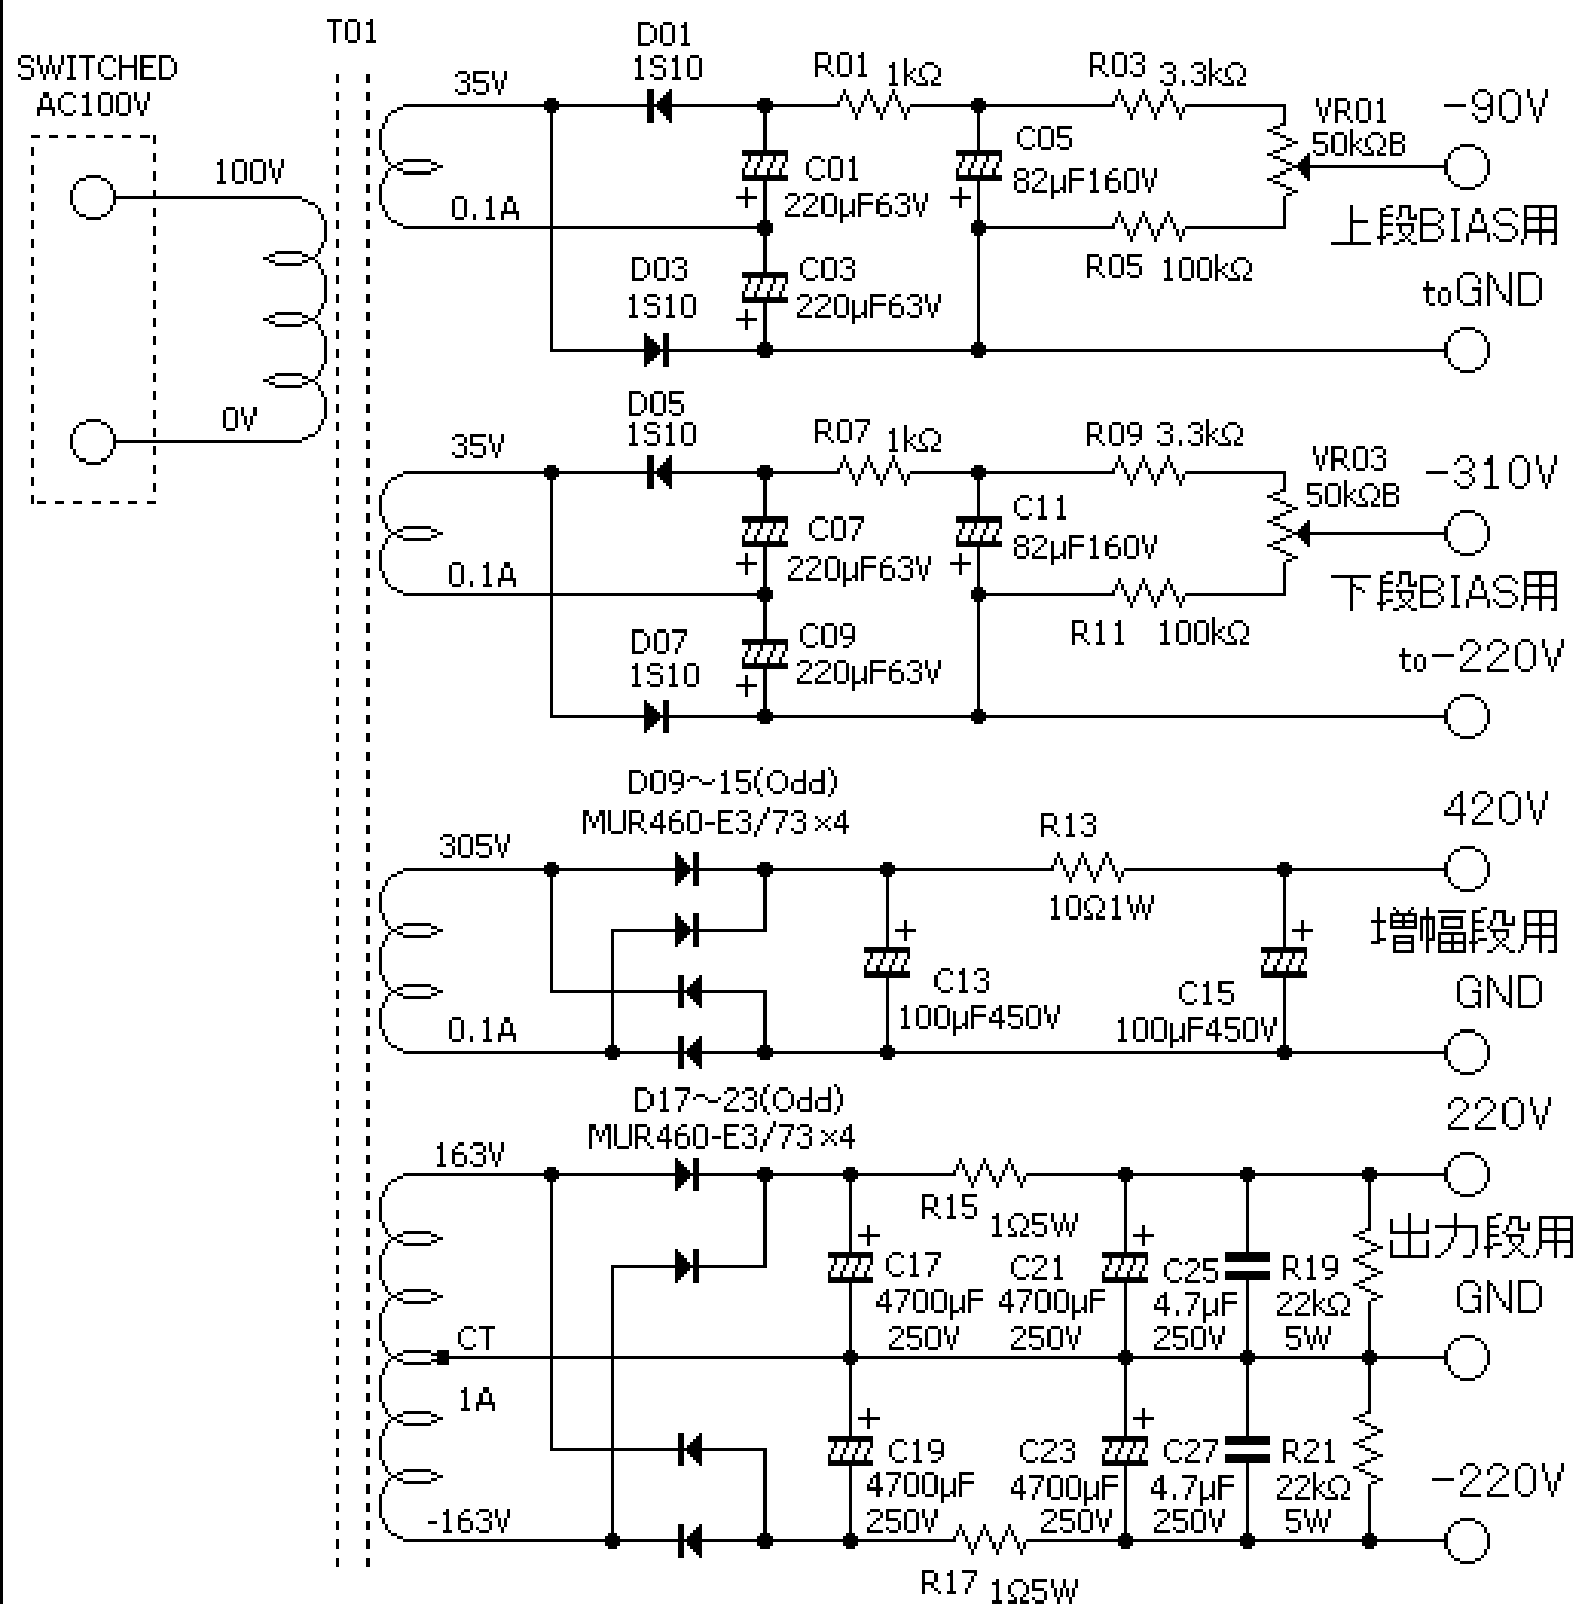 T01
SWITCHED
AC100V
100V
0V
35V
0.1A
D01
1S10
R01 1kΩ
R03 3.3kΩ
VR01
50kΩB
-90V
C01
220μF63V
C05
82μF160V
上段BIAS用
D03
1S10
C03
220μF63V
R05 100kΩ
toGND
35V
0.1A
D05
1S10
R07 1kΩ
R09 3.3kΩ
VR03
50kΩB
-310V
C07
220μF63V
C11
82μF160V
下段BIAS用
D07
1S10
C09
220μF63V
R11 100kΩ
to-220V
D09～15(Odd)
MUR460-E3/73×4
305V
0.1A
R13
10Ω1W
420V
増幅段用
C13
100μF450V
C15
100μF450V
GND
D17～23(Odd)
MUR460-E3/73×4
220V
163V
R15 1Ω5W
出力段用
C17
4700μF
250V
C21
4700μF
250V
C25
4.7μF
250V
R19
22kΩ
5W
GND
CT
1A
C19
4700μF
250V
C23
4700μF
250V
C27
4.7μF
250V
R21
22kΩ
5W
-220V
-163V
R17 1Ω5W